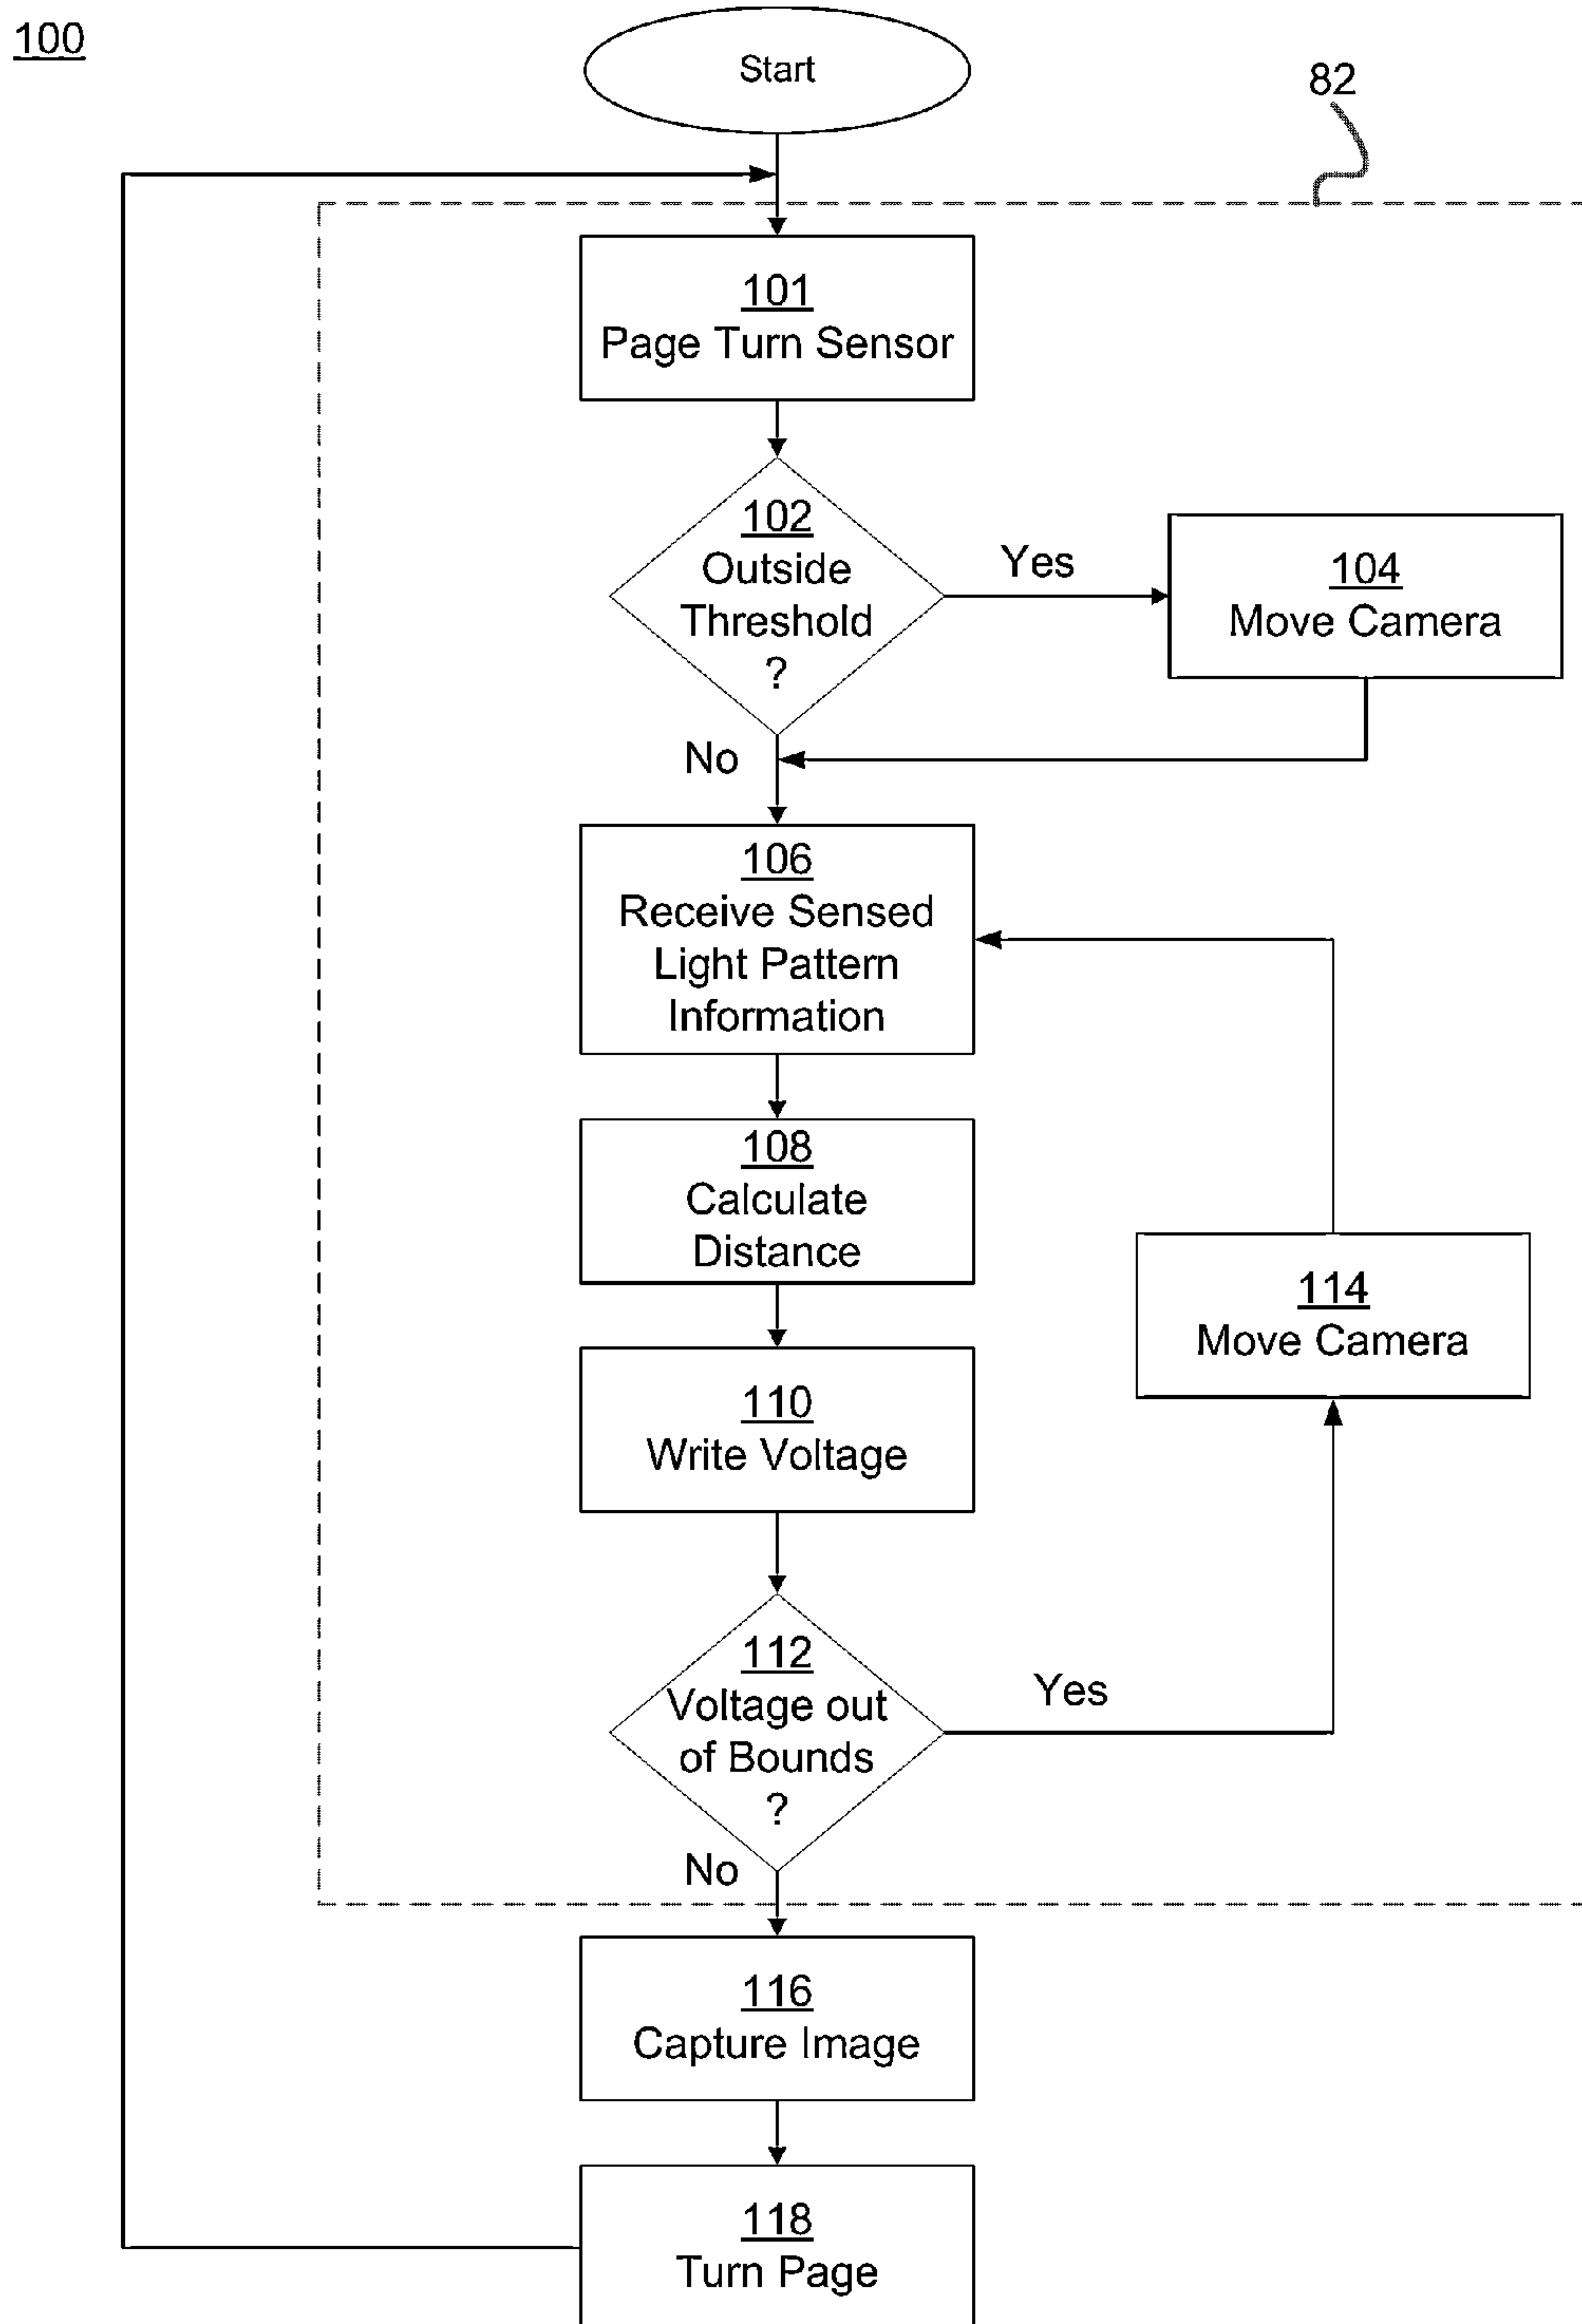 100
Start
82
101
Page Turn Sensor
102
Outside
Threshold
?
Yes
104
Move Camera
No
106
Receive Sensed
Light Pattern
Information
108
Calculate
Distance
114
Move Camera
110
Write Voltage
112
Voltage out
of Bounds
?
Yes
No
116
Capture Image
118
Turn Page